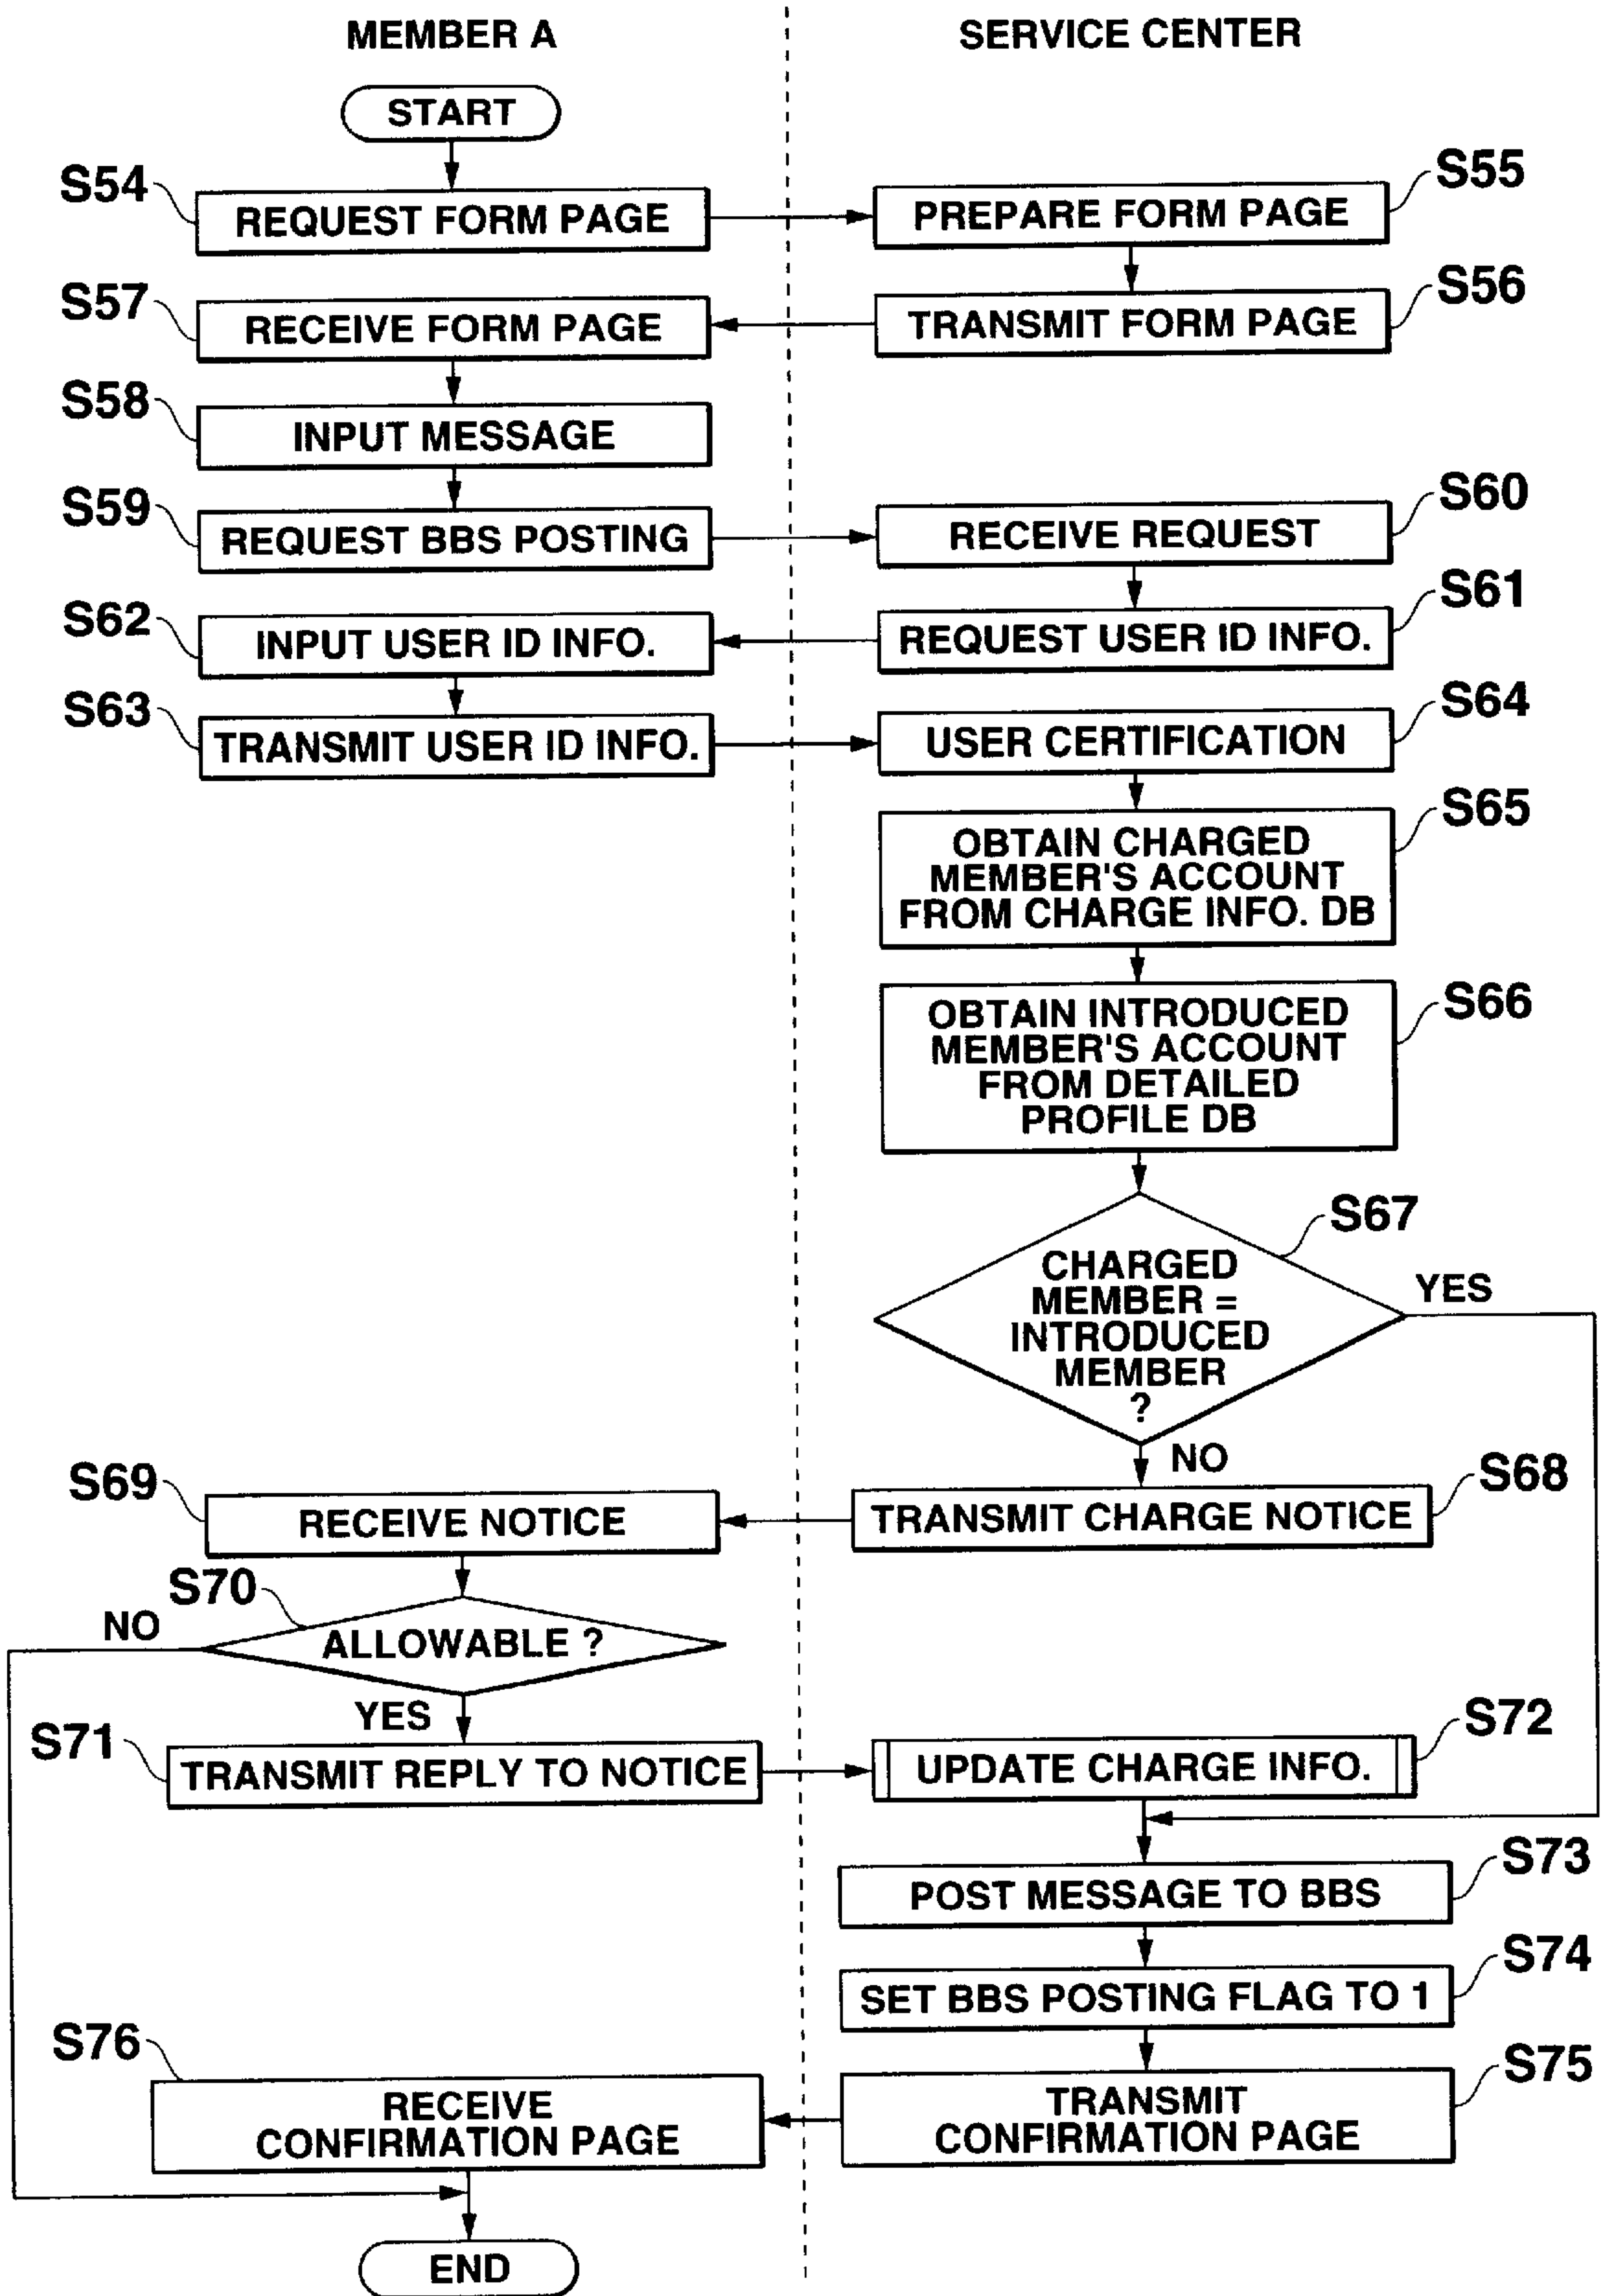 MEMBER A
SERVICE CENTER
START
S54
REQUEST FORM PAGE
S55
PREPARE FORM PAGE
S56
TRANSMIT FORM PAGE
S57
RECEIVE FORM PAGE
S58
INPUT MESSAGE
S59
REQUEST BBS POSTING
S60
RECEIVE REQUEST
S61
REQUEST USER ID INFO.
S62
INPUT USER ID INFO.
S63
TRANSMIT USER ID INFO.
S64
USER CERTIFICATION
S65
OBTAIN CHARGED
MEMBER'S ACCOUNT
FROM CHARGE INFO. DB
S66
OBTAIN INTRODUCED
MEMBER'S ACCOUNT
FROM DETAILED
PROFILE DB
S67
CHARGED
MEMBER =
INTRODUCED
MEMBER
?
YES
NO
S68
TRANSMIT CHARGE NOTICE
S69
RECEIVE NOTICE
S70
ALLOWABLE ?
NO
YES
S71
TRANSMIT REPLY TO NOTICE
S72
UPDATE CHARGE INFO.
S73
POST MESSAGE TO BBS
S74
SET BBS POSTING FLAG TO 1
S75
TRANSMIT
CONFIRMATION PAGE
S76
RECEIVE
CONFIRMATION PAGE
END